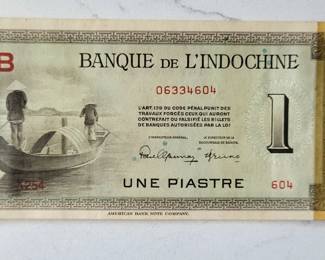 B
BANQUE DE L'INDOCHINE
06334604
L'ART. 139 DU CODE PÉNAL PUNIT DES
TRAVAUX FORCÉS CEUX QUI AURONT
CONTREFAIT OU FALSIFIÉ LES BILLETS
DE BANQUES AUTORISÉES PAR LA LOI
1
UNE PIASTRE
604
AMERICAN BANK NOTE COMPANY.